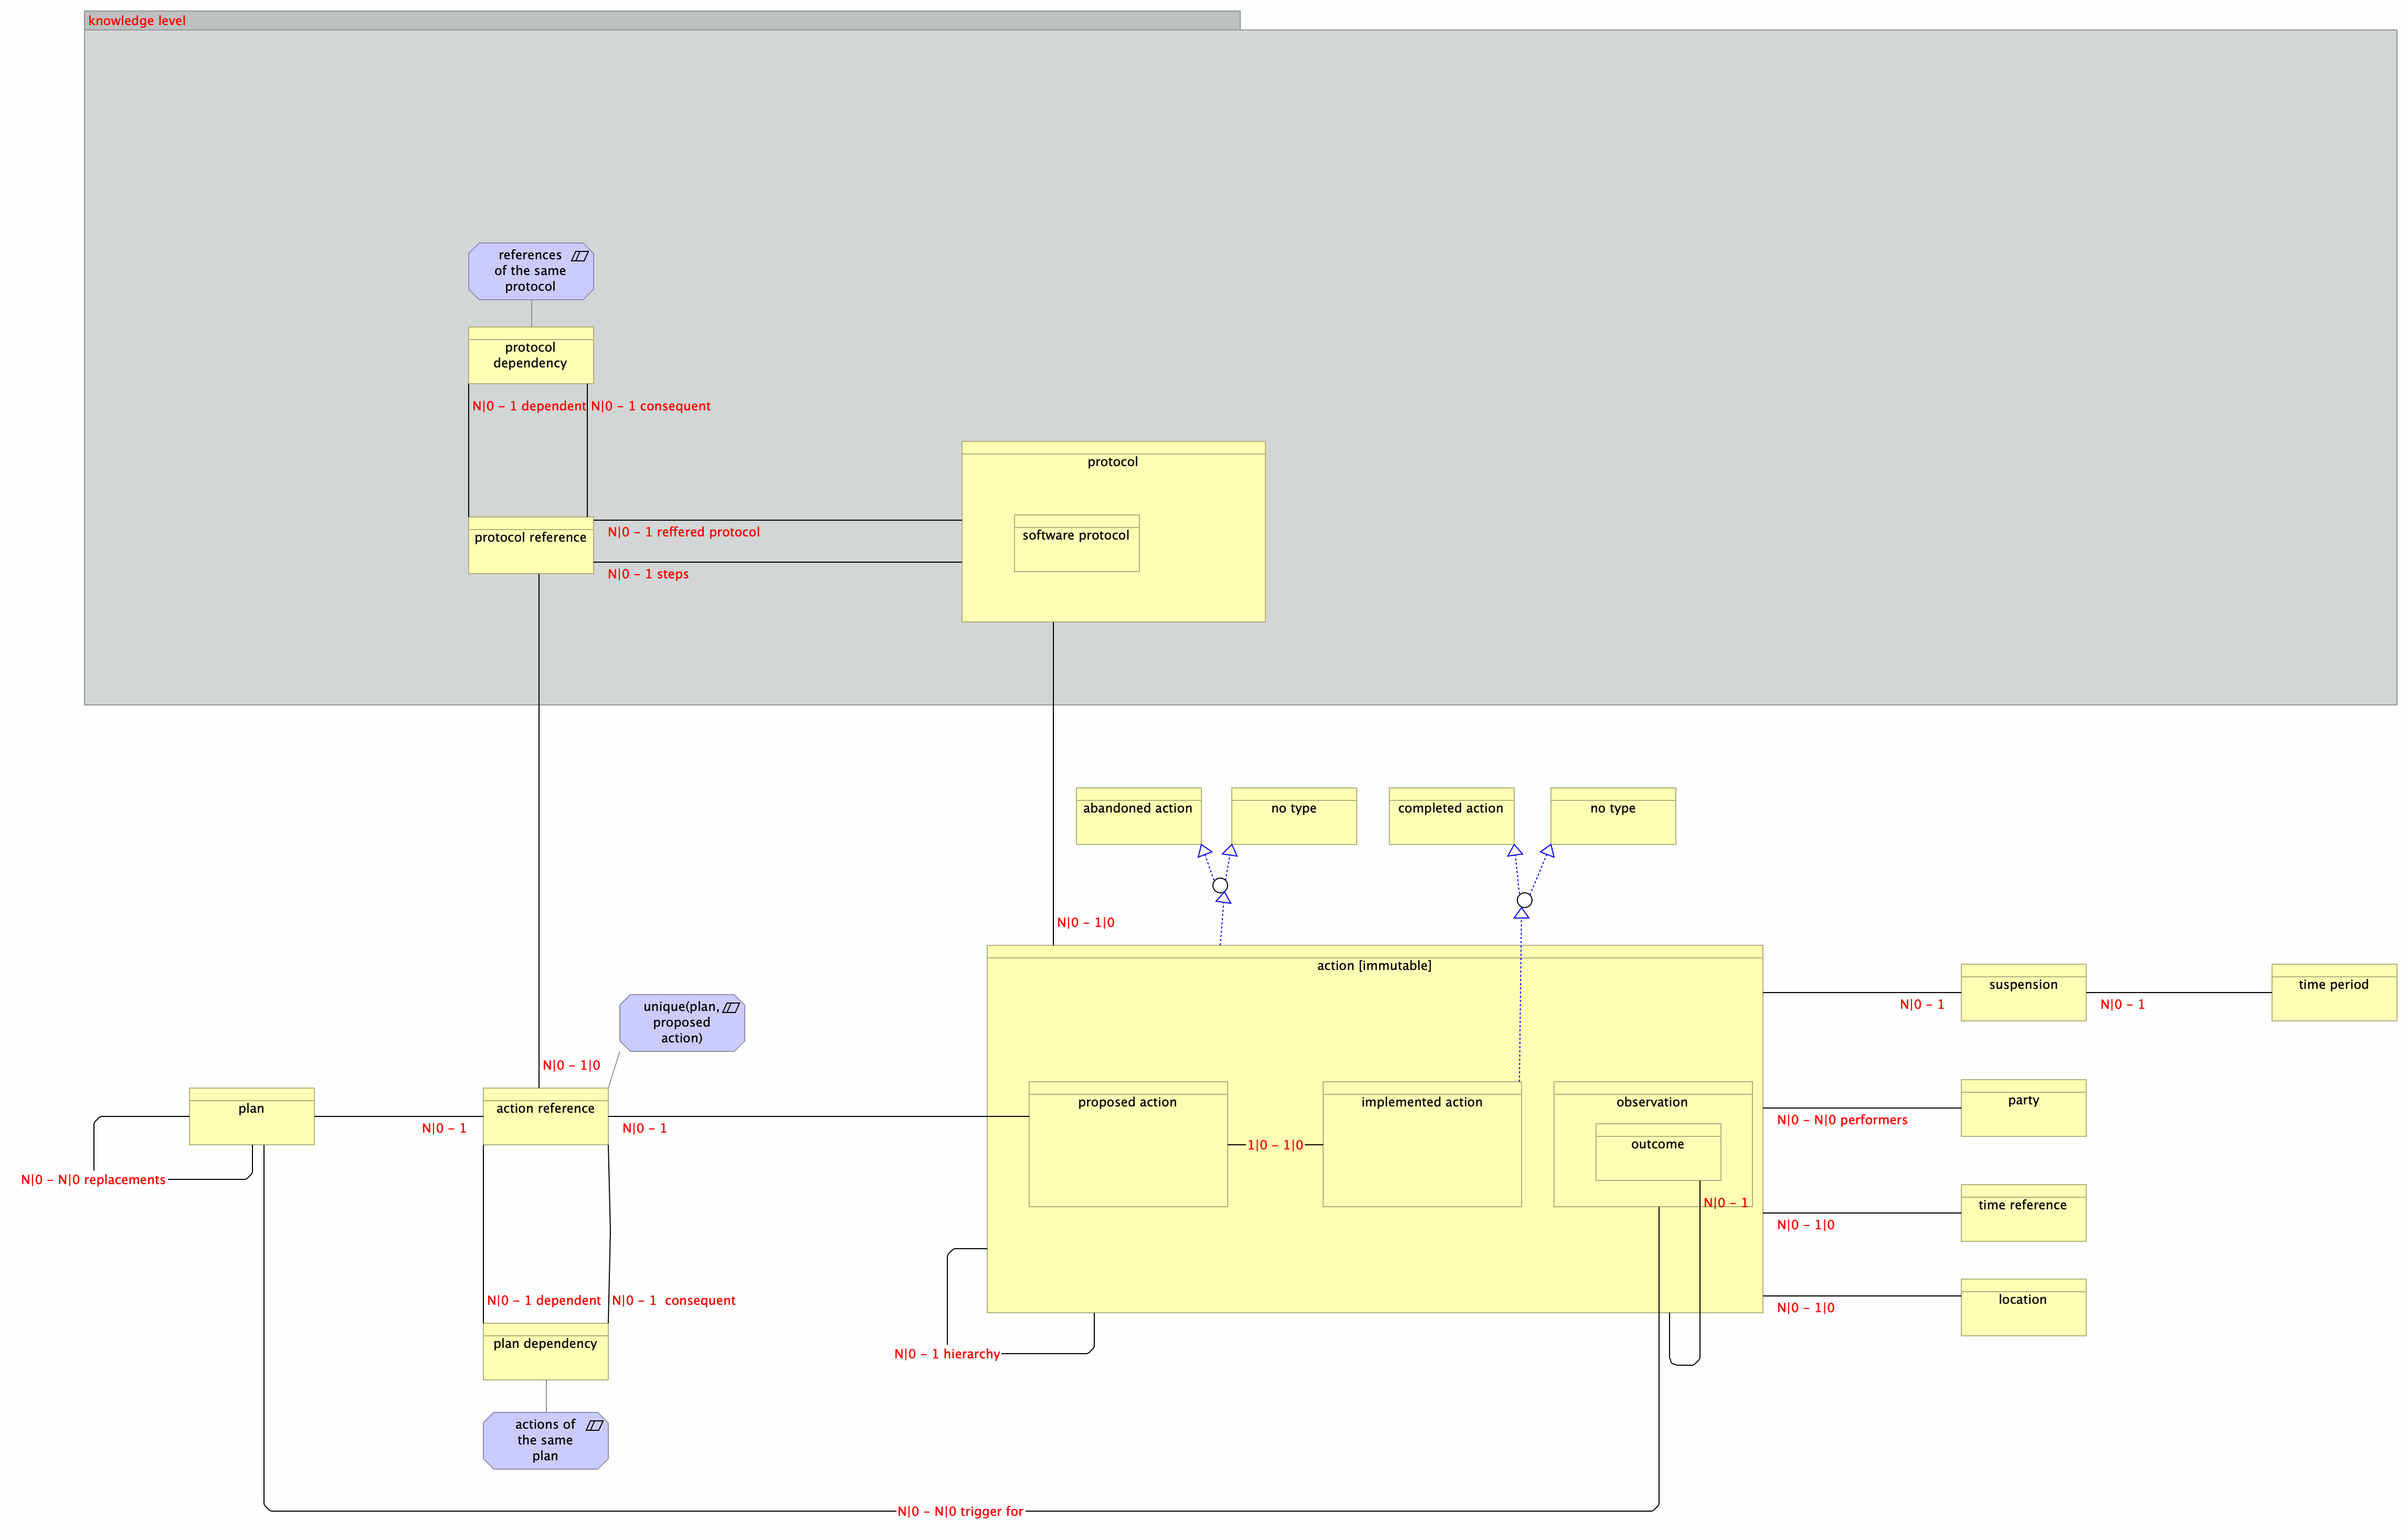 knowledge level
references
of the same
protocol
protocol
dependency
N|0 – 1 dependent
N|0 – 1 consequent
protocol
protocol reference
N|0 – 1 reffered protocol
software protocol
N|0 – 1 steps
abandoned action
no type
completed action
no type
N|0 – 1|0
action [immutable]
suspension
time period
N|0 – 1
N|0 – 1
unique(plan,
proposed
action)
N|0 – 1|0
plan
action reference
proposed action
implemented action
observation
party
N|0 – 1
N|0 – 1
N|0 – N|0 performers
1|0 – 1|0
outcome
N|0 – N|0 replacements
N|0 – 1
time reference
N|0 – 1|0
N|0 – 1 dependent
N|0 – 1  consequent
location
N|0 – 1|0
plan dependency
N|0 – 1 hierarchy
actions of
the same
plan
N|0 – N|0 trigger for